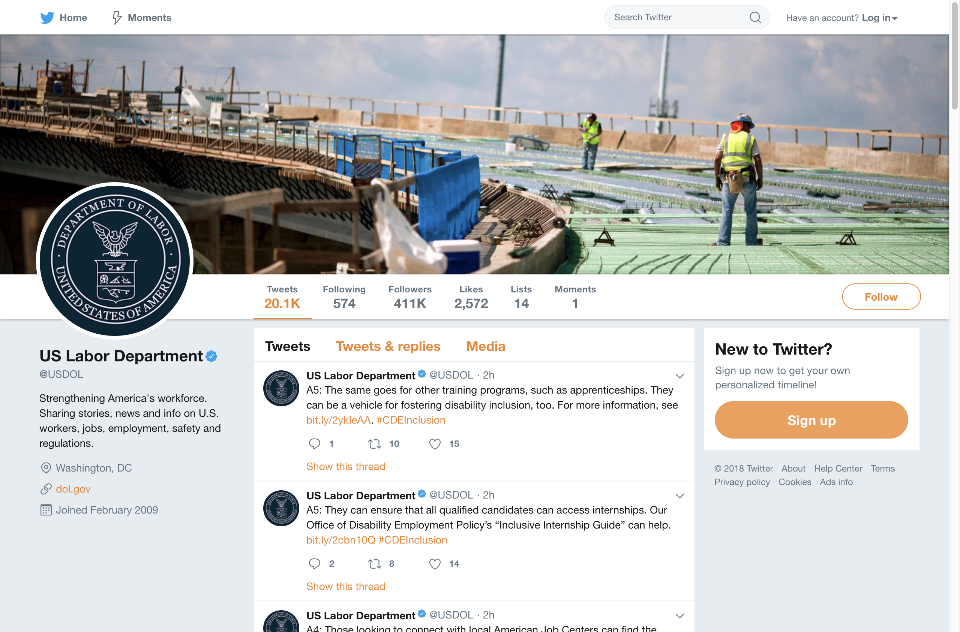 Home
Moments
Search Twitter
Have an account? Log in
DEPARTMENT OF LABOR
UNITED STATES OF AMERICA
Tweets
20.1K
Following
574
Followers
411K
Likes
2,572
Lists
14
Moments
1
Follow
US Labor Department
@USDOL
Strengthening America's workforce.
Sharing stories, news and info on U.S.
workers, jobs, employment, safety and
regulations.
Washington, DC
dol.gov
Joined February 2009
Tweets Tweets & replies Media
US Labor Department @USDOL · 2h
A5: The same goes for other training programs, such as apprenticeships. They
can be a vehicle for fostering disability inclusion, too. For more information, see
bit.ly/2ykIeAA. #CDEInclusion
1 10 15
Show this thread
US Labor Department @USDOL · 2h
A5: They can ensure that all qualified candidates can access internships. Our
Office of Disability Employment Policy's “Inclusive Internship Guide” can help.
bit.ly/2cbn10Q #CDEInclusion
2 8 14
Show this thread
US Labor Department @USDOL · 2h
A4: Those looking to connect with local American Job Centers can find the
New to Twitter?
Sign up now to get your own
personalized timeline!
Sign up
© 2018 Twitter About Help Center Terms
Privacy policy Cookies Ads info